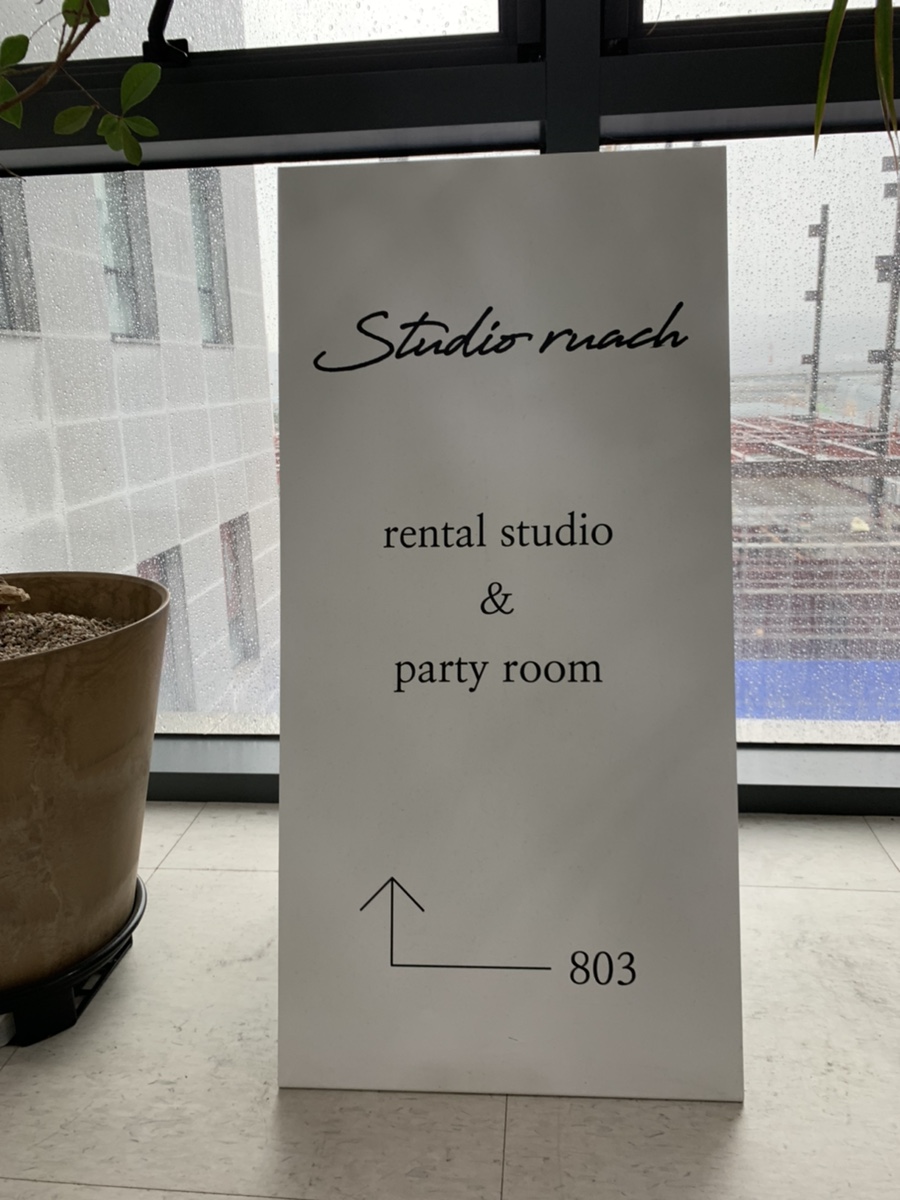 Studio ruach
rental studio
&
party room
803